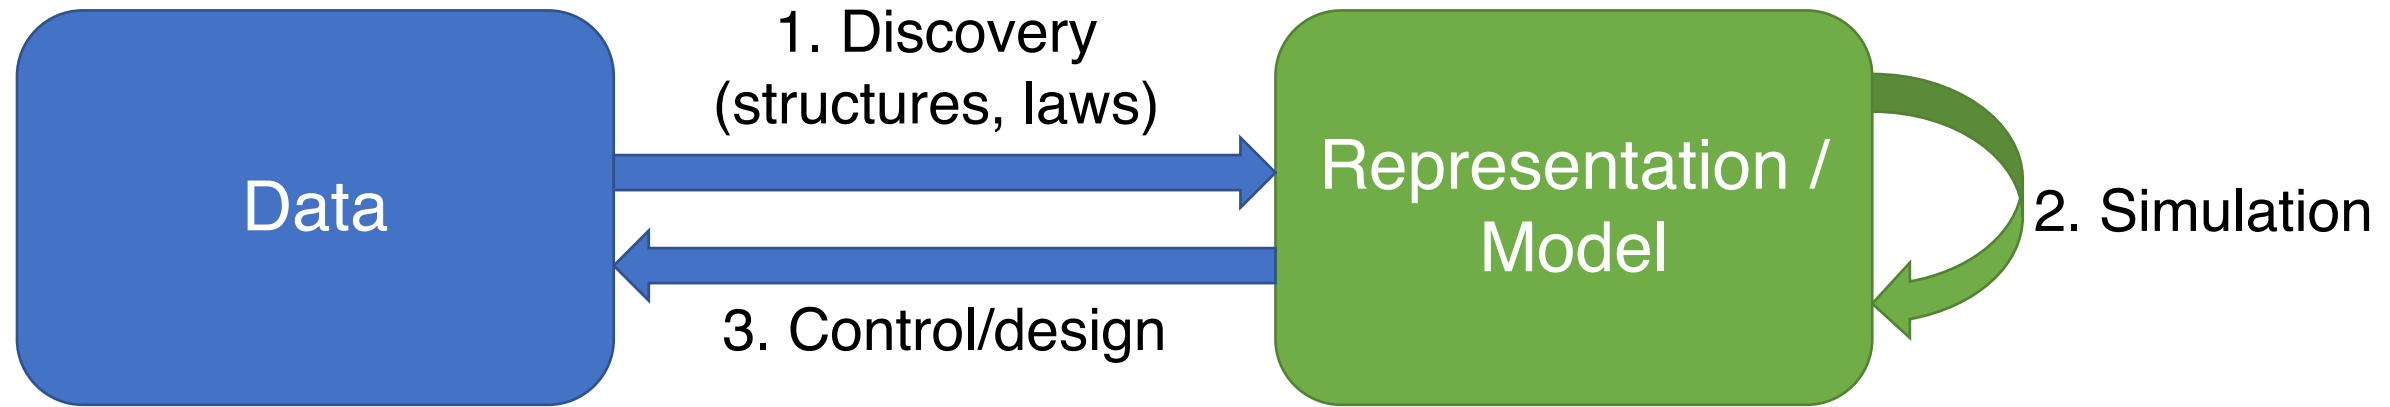 Data
1. Discovery
(structures, laws)
3. Control/design
Representation /
Model
2. Simulation